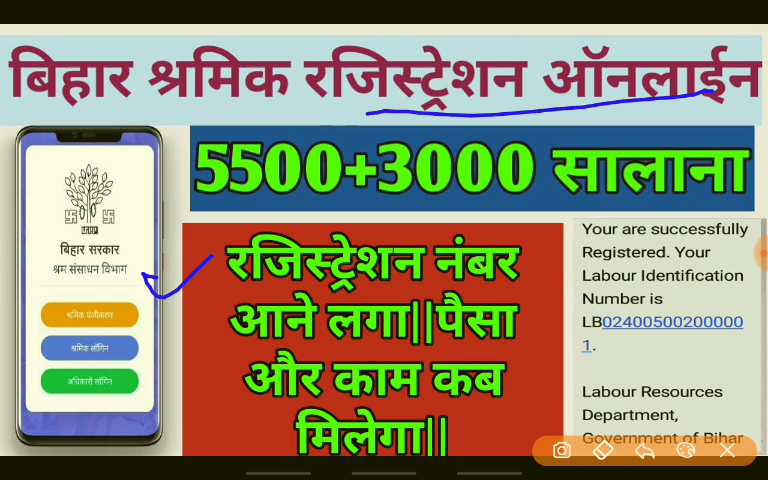 बिहार श्रमिक रजिस्ट्रेशन ऑनलाईन
5500+3000 सालाना
बिहार सरकार
श्रम संसाधन विभाग
श्रमिक पंजीकरण
श्रमिक लॉगिन
अधिकारी लॉगिन
रजिस्ट्रेशन नंबर
आने लगा||पैसा
और काम कब
मिलेगा||
Your are successfully
Registered. Your
Labour Identification
Number is
LB02400500200000
1.
Labour Resources
Department,
Government of Bihar